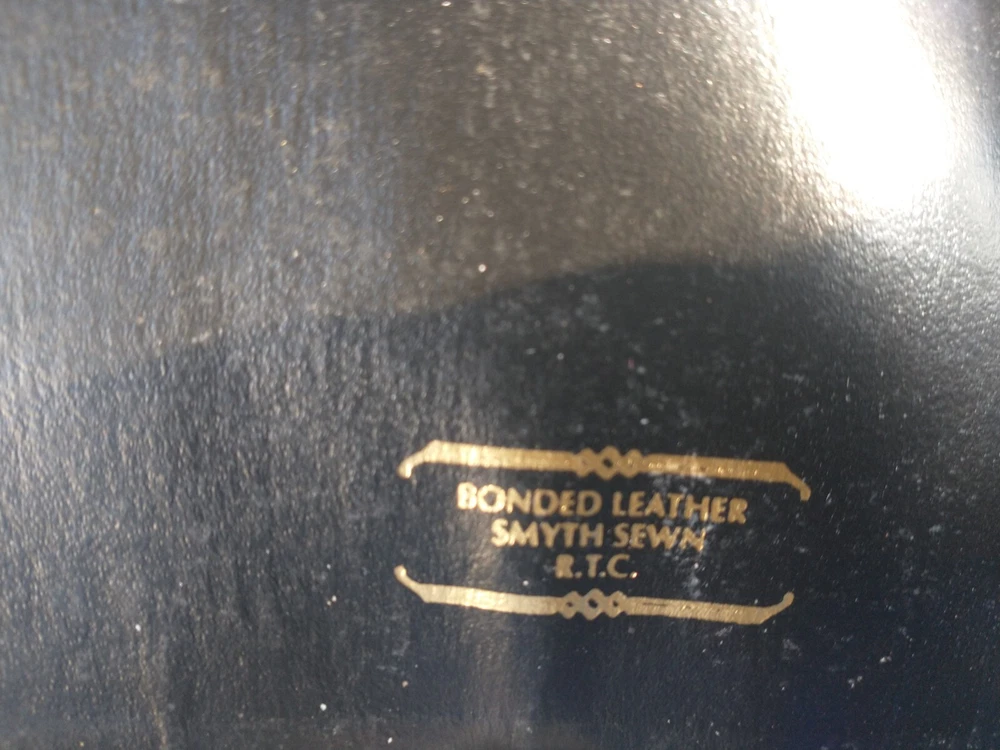 BONDED LEATHER
SMYTH SEWN
R.T.C.